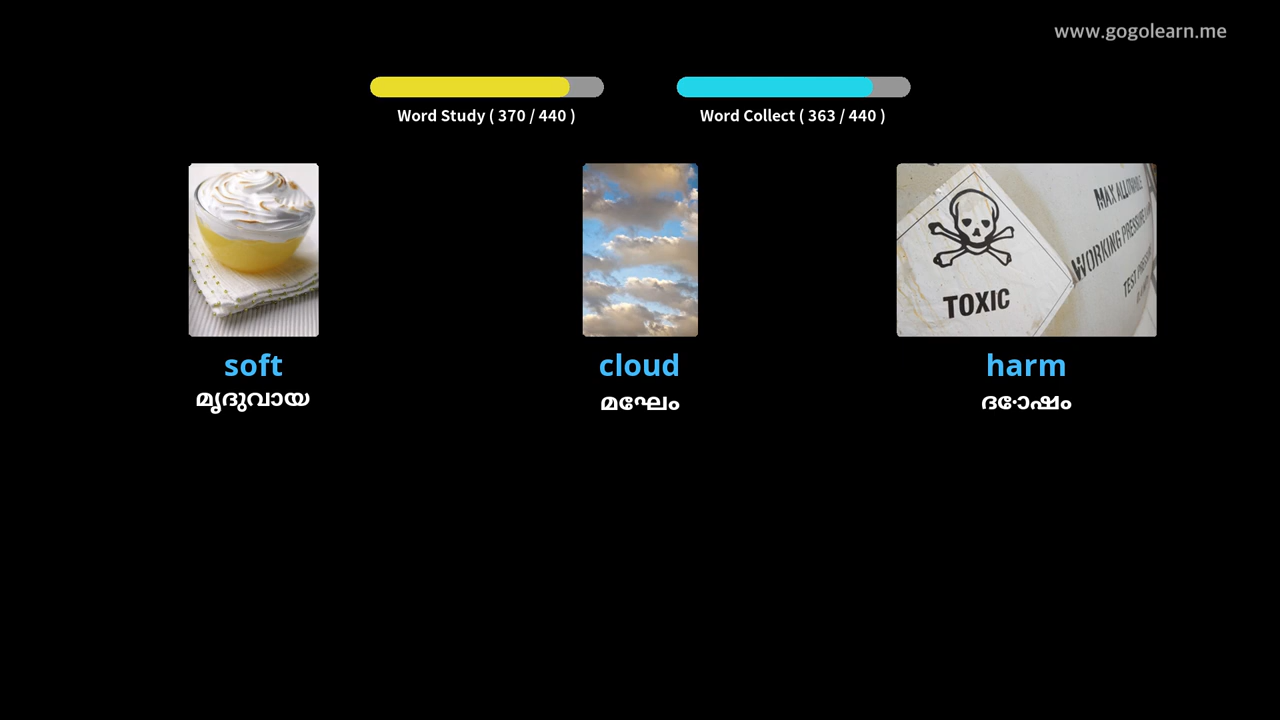 www.gogolearn.me
Word Study ( 370 / 440 )
Word Collect ( 363 / 440 )
MAX ALLOWABLE
WORKING PRESSURE
TEST
TOXIC
soft
cloud
harm
മൃദുവായ
മേഘം
ദോഷം